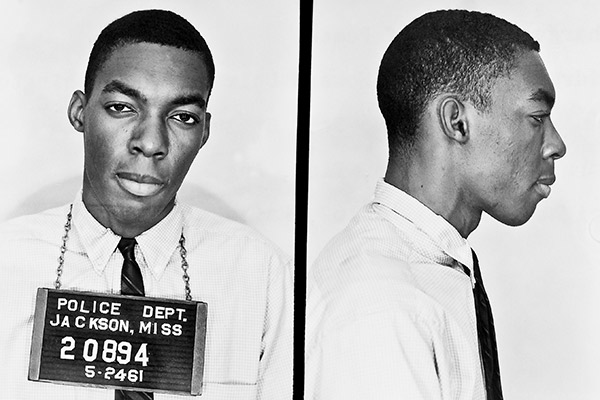 POLICE DEPT.
JACKSON, MISS
20894
5-2461